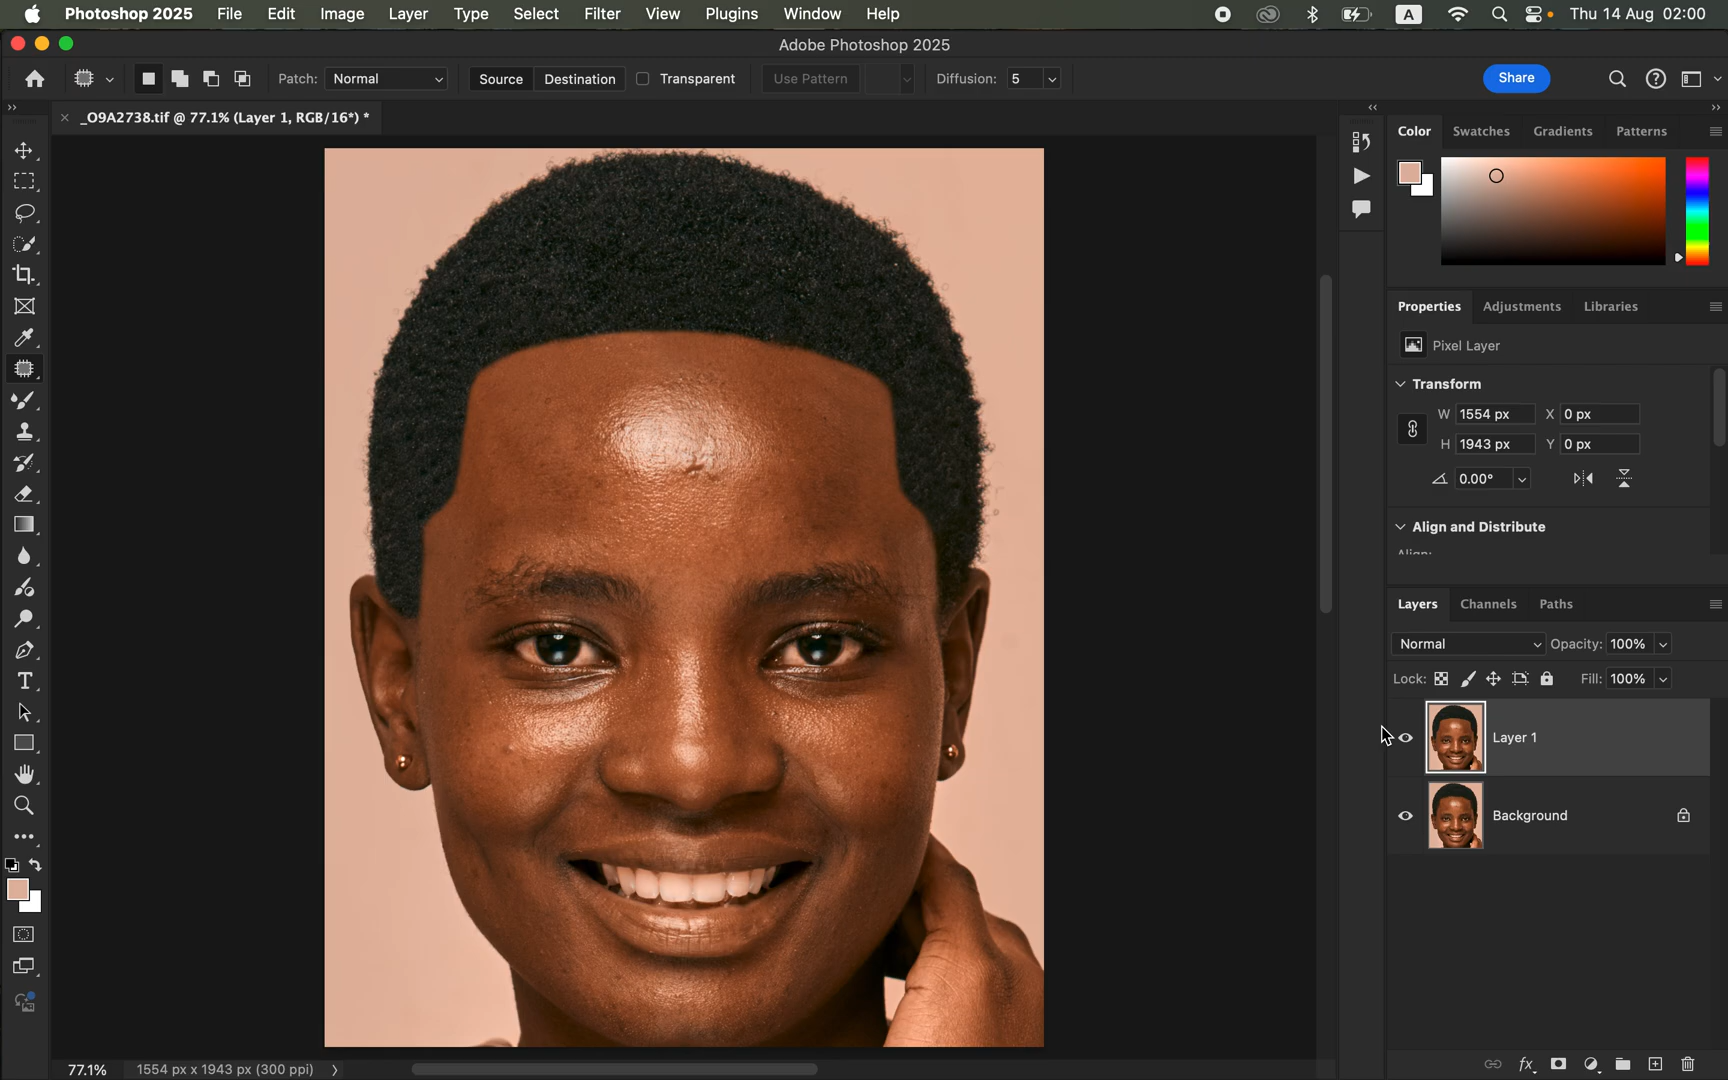 Photoshop 2025 File Edit Image Layer Type Select Filter View Plugins Window Help A Thu 14 Aug 02:00
Adobe Photoshop 2025
Patch: Normal Source Destination Transparent Use Pattern Diffusion: 5 Share
_O9A2738.tif @ 77.1% (Layer 1, RGB/16*) *
Color Swatches Gradients Patterns
Properties Adjustments Libraries
Pixel Layer
Transform
W 1554 px X 0 px
H 1943 px Y 0 px
0.00°
Align and Distribute
Align:
Layers Channels Paths
Normal Opacity: 100%
Lock: Fill: 100%
Layer 1
Background
77.1% 1554 px x 1943 px (300 ppi)